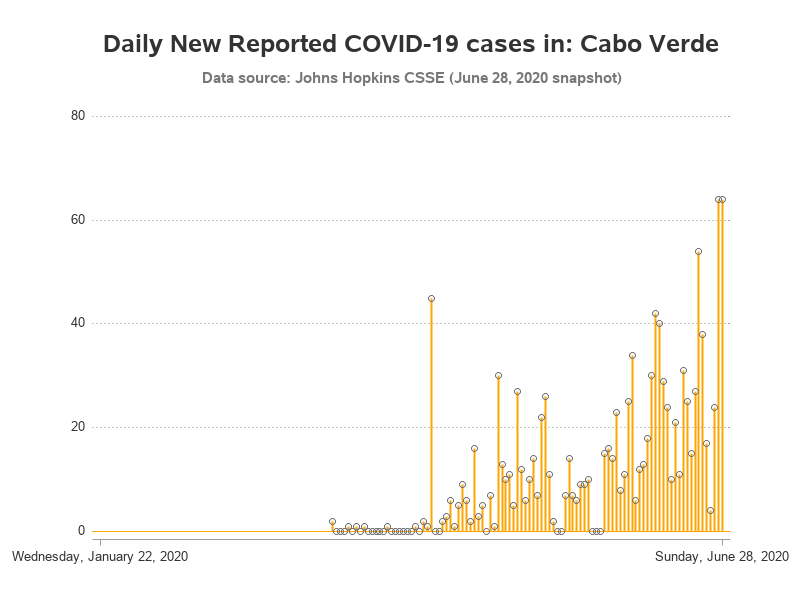 Daily New Reported COVID-19 cases in: Cabo Verde
Data source: Johns Hopkins CSSE (June 28, 2020 snapshot)
80
60
40
20
0
Wednesday, January 22, 2020 Sunday, June 28, 2020